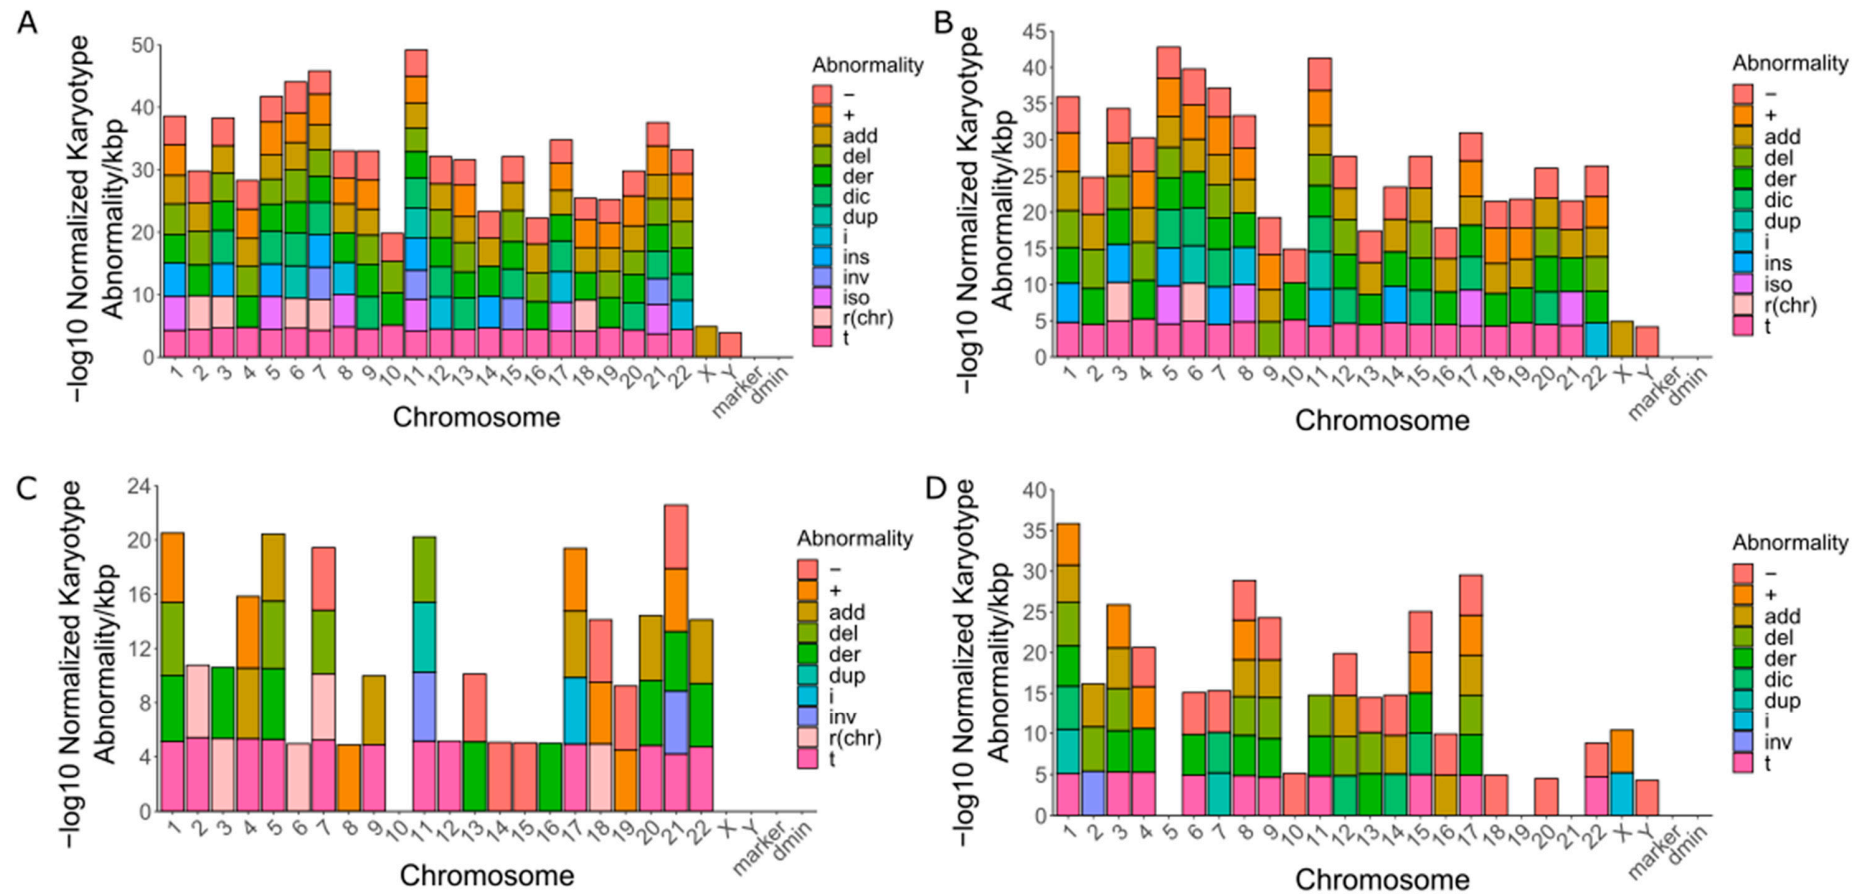 A
−log10 Normalized Karyotype
Abnormality/kbp
50
40
30
20
10
0
1 2 3 4 5 6 7 8 9 10 11 12 13 14 15 16 17 18 19 20 21 22 X Y marker dmin
Chromosome
Abnormality
−
+
add
del
der
dic
dup
i
ins
inv
iso
r(chr)
t
B
−log10 Normalized Karyotype
Abnormality/kbp
45
40
35
30
25
20
15
10
5
0
1 2 3 4 5 6 7 8 9 10 11 12 13 14 15 16 17 18 19 20 21 22 X Y marker dmin
Chromosome
Abnormality
−
+
add
del
der
dic
dup
i
ins
iso
r(chr)
t
C
−log10 Normalized Karyotype
Abnormality/kbp
24
20
16
12
8
4
0
1 2 3 4 5 6 7 8 9 10 11 12 13 14 15 16 17 18 19 20 21 22 X Y marker dmin
Chromosome
Abnormality
−
+
add
del
der
dup
i
inv
r(chr)
t
D
−log10 Normalized Karyotype
Abnormality/kbp
40
35
30
25
20
15
10
5
0
1 2 3 4 5 6 7 8 9 10 11 12 13 14 15 16 17 18 19 20 21 22 X Y marker dmin
Chromosome
Abnormality
−
+
add
del
der
dic
dup
i
inv
t